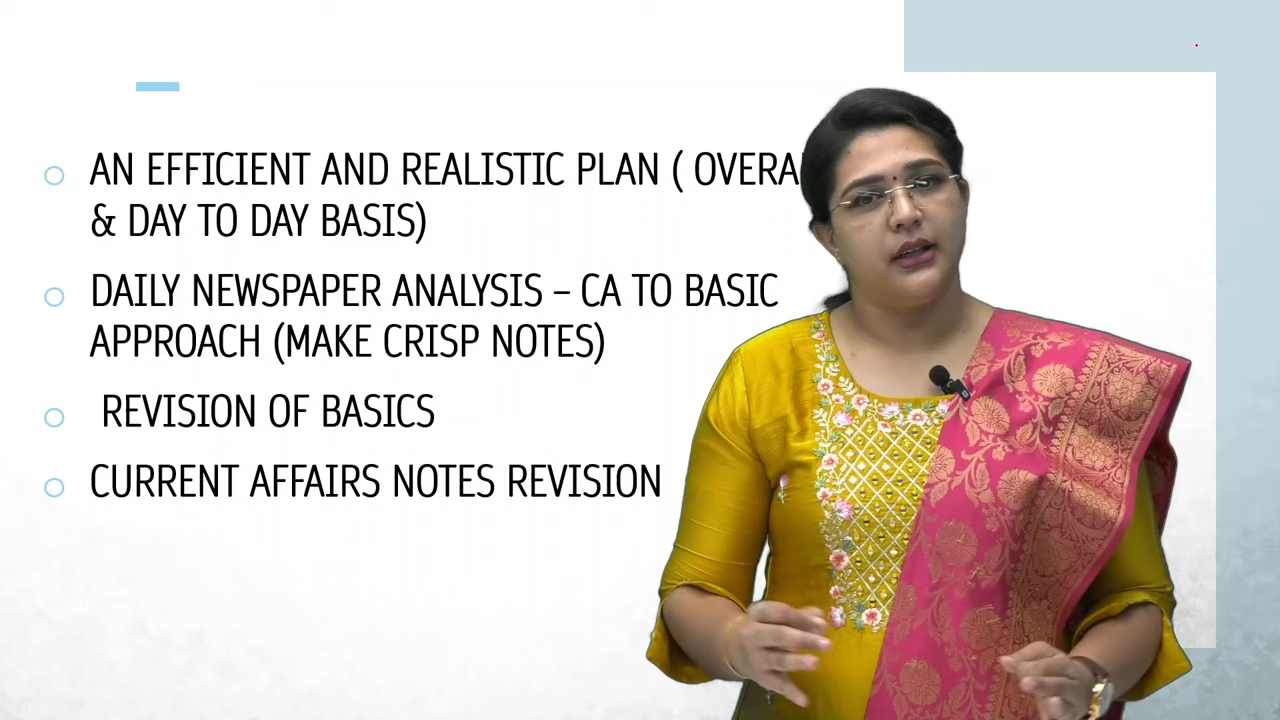 AN EFFICIENT AND REALISTIC PLAN (
& DAY TO DAY BASIS)
DAILY NEWSPAPER ANALYSIS – CA TO BASIC
APPROACH (MAKE CRISP NOTES)
REVISION OF BASICS
CURRENT AFFAIRS NOTES REVISION